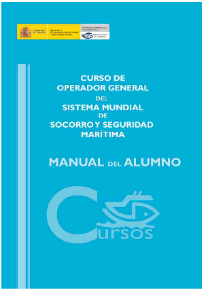 CURSO DE
OPERADOR GENERAL
DEL
SISTEMA MUNDIAL
DE
SOCORRO Y SEGURIDAD
MARÍTIMA
MANUAL DEL ALUMNO
Cursos